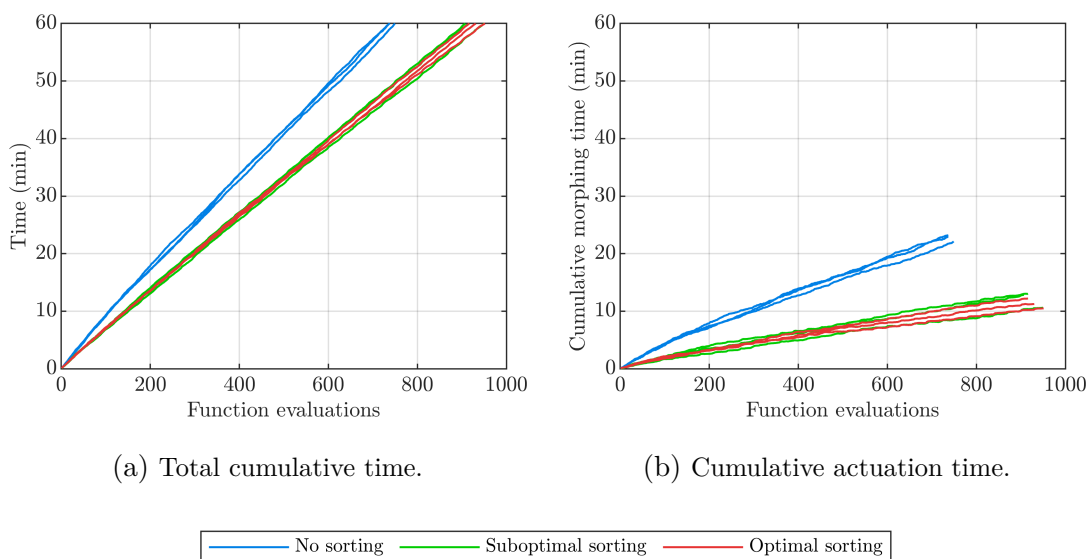 60
50
40
30
20
10
0
Time (min)
0 200 400 600 800 1000
Function evaluations
(a) Total cumulative time.
60
50
40
30
20
10
0
Cumulative morphing time (min)
0 200 400 600 800 1000
Function evaluations
(b) Cumulative actuation time.
No sorting Suboptimal sorting Optimal sorting